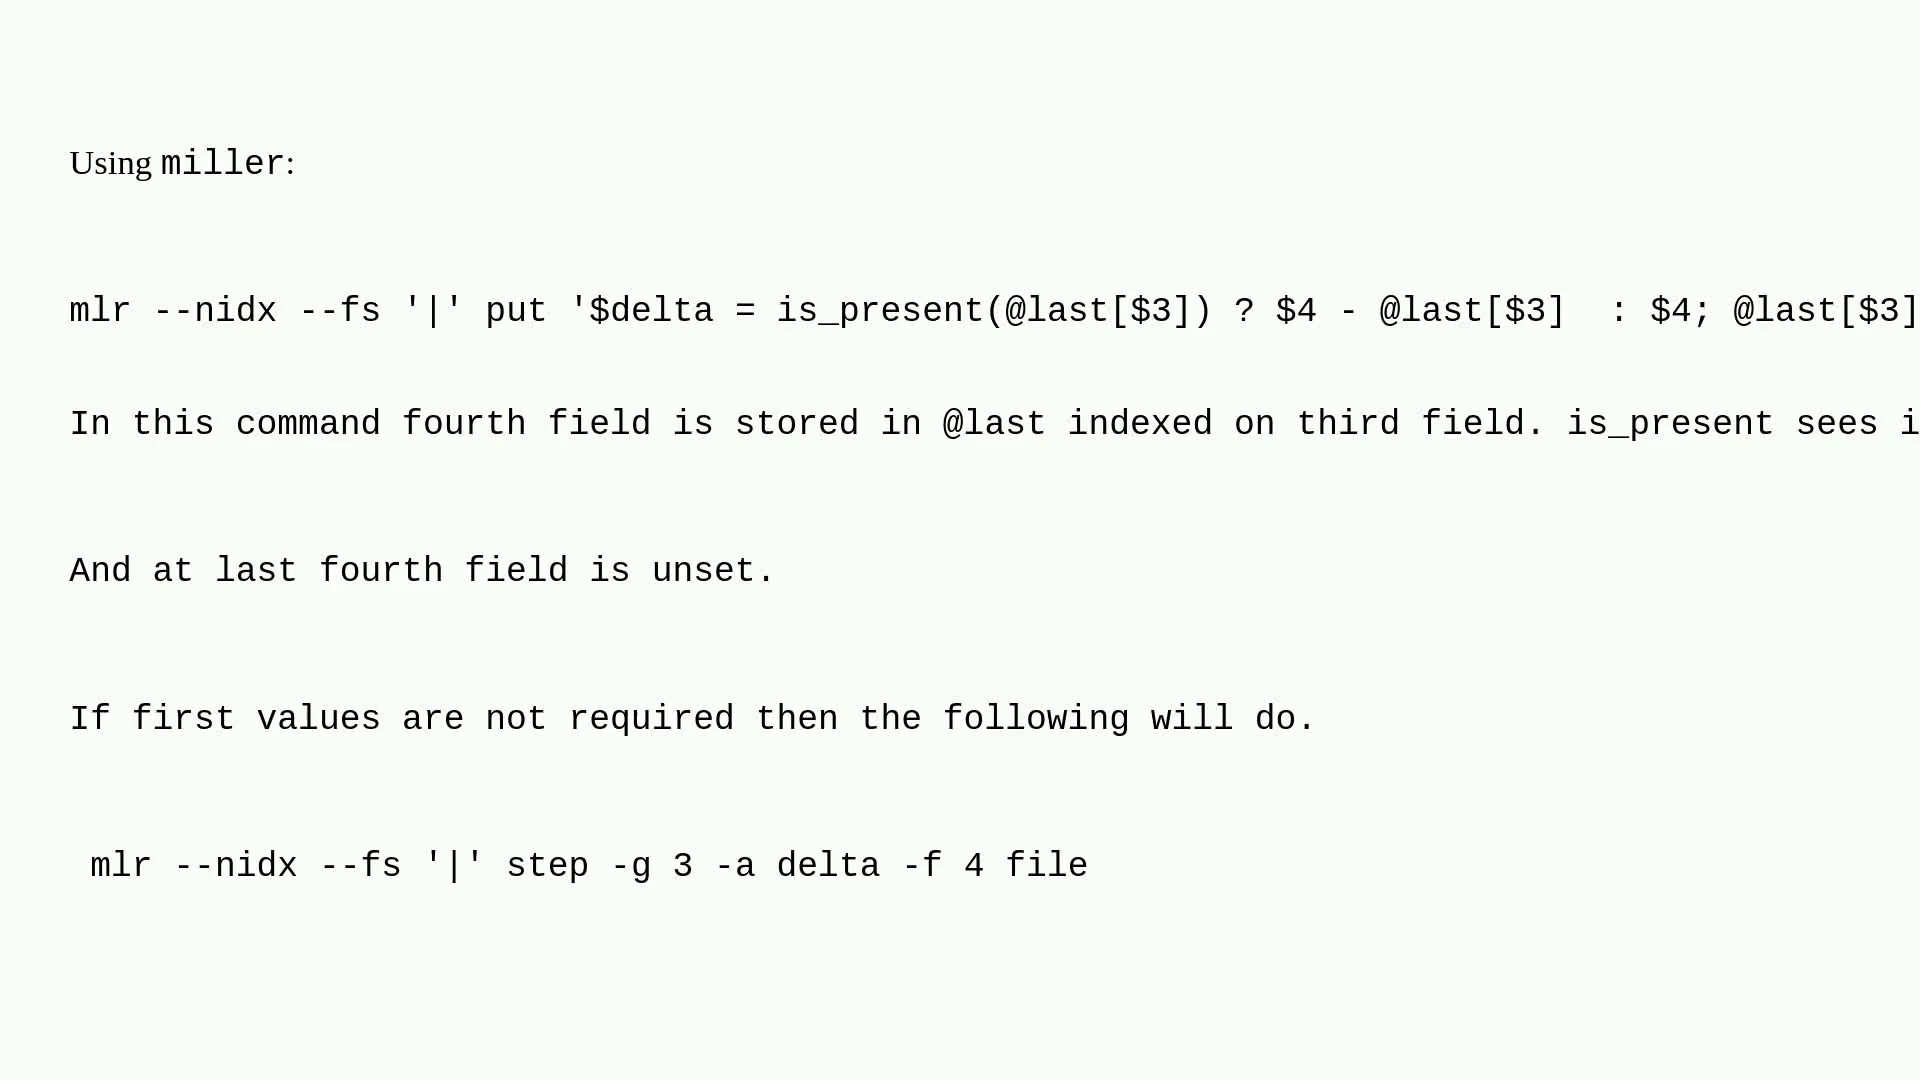 Using miller:
mlr --nidx --fs '|' put '$delta = is_present(@last[$3]) ? $4 - @last[$3]  : $4; @last[$3]
In this command fourth field is stored in @last indexed on third field. is_present sees i
And at last fourth field is unset.
If first values are not required then the following will do.
mlr --nidx --fs '|' step -g 3 -a delta -f 4 file